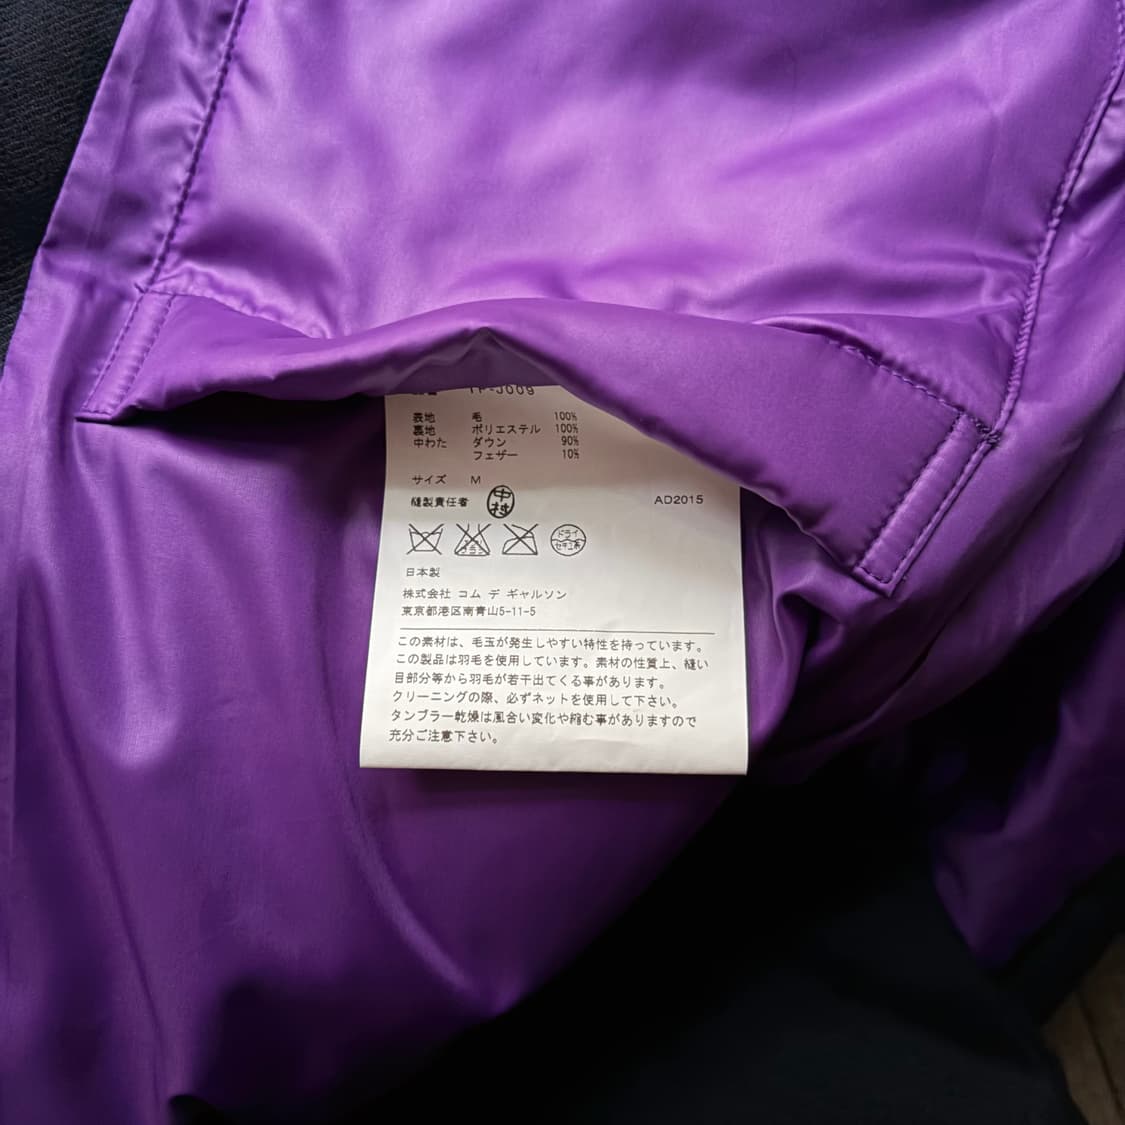 表地 毛 100%
裏地 ポリエステル 100%
中わた ダウン 90%
フェザー 10%
サイズ M
縫製責任者 中村 AD2015
ドライ
セキユ系
日本製
株式会社 コム デ ギャルソン
東京都港区南青山5-11-5
この素材は、毛玉が発生しやすい特性を持っています。
この製品は羽毛を使用しています。素材の性質上、縫い
目部分等から羽毛が若干出てくる事があります。
クリーニングの際、必ずネットを使用して下さい。
タンブラー乾燥は風合い変化や縮む事がありますので
充分ご注意下さい。